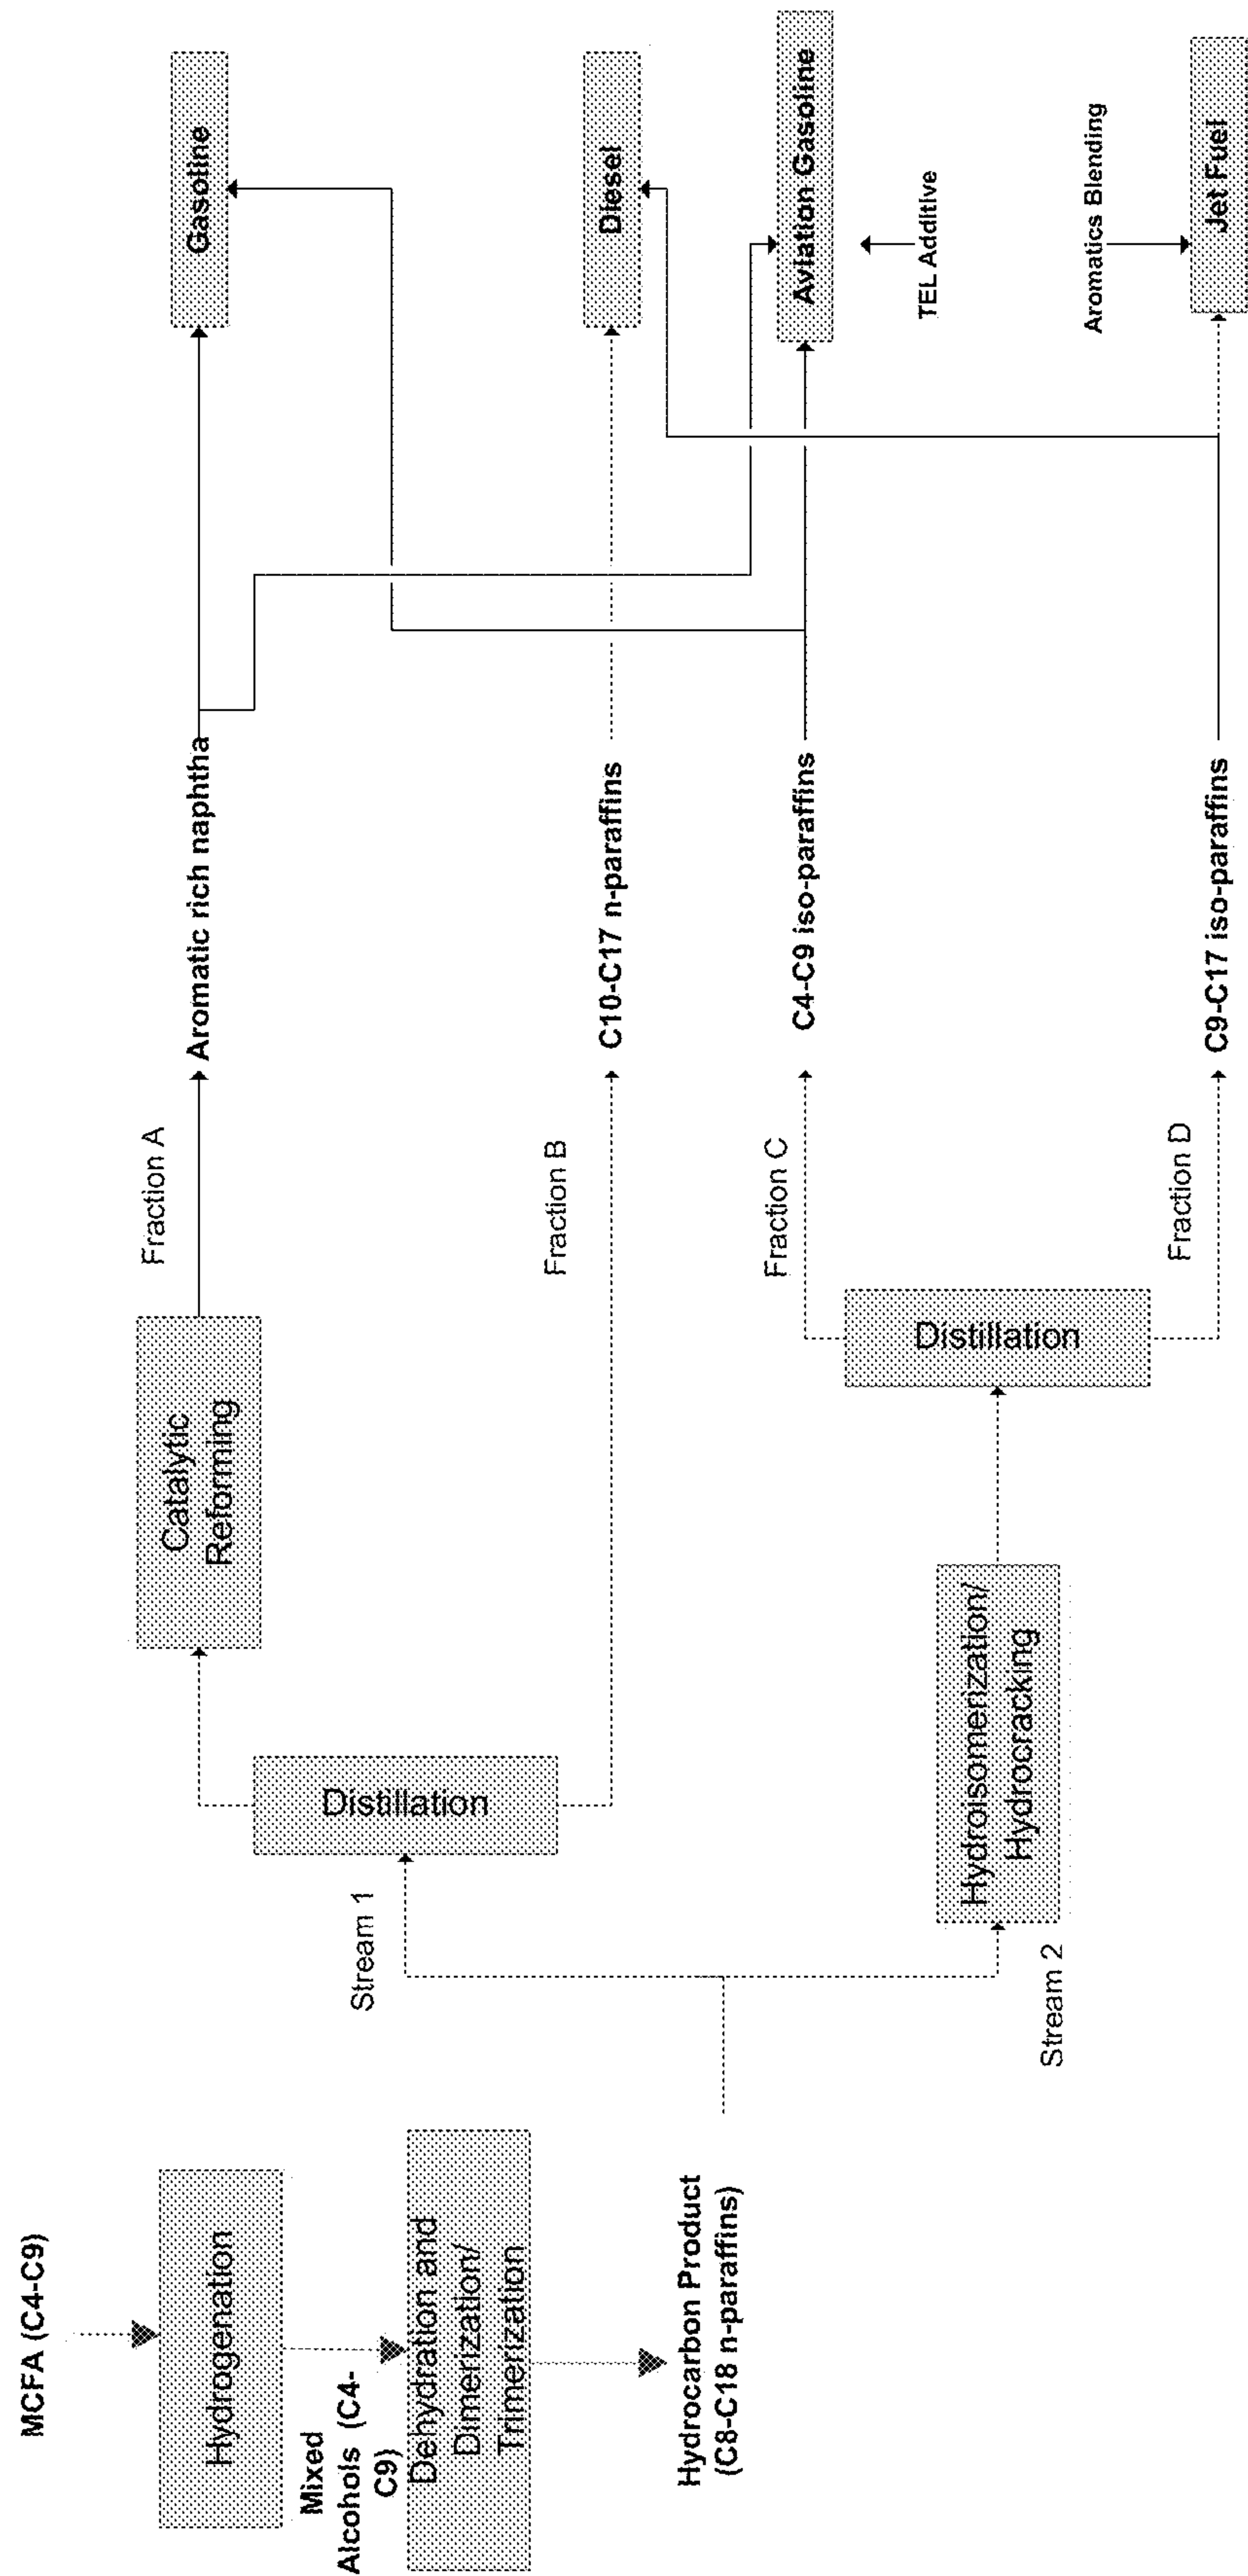 MCFA (C4-C9)
Hydrogenation
Mixed
Alcohols (C4-
C9)
Dehydration and
Dimerization/
Trimerization
Hydrocarbon Product
(C8-C18 n-paraffins)
Stream 1
Stream 2
Distillation
Hydroisomerization/
Hydrocracking
Catalytic
Reforming
Distillation
Fraction A
Fraction B
Fraction C
Fraction D
Aromatic rich naphtha
C10-C17 n-paraffins
C4-C9 iso-paraffins
C9-C17 iso-paraffins
Gasoline
Diesel
Aviation Gasoline
TEL Additive
Aromatics Blending
Jet Fuel